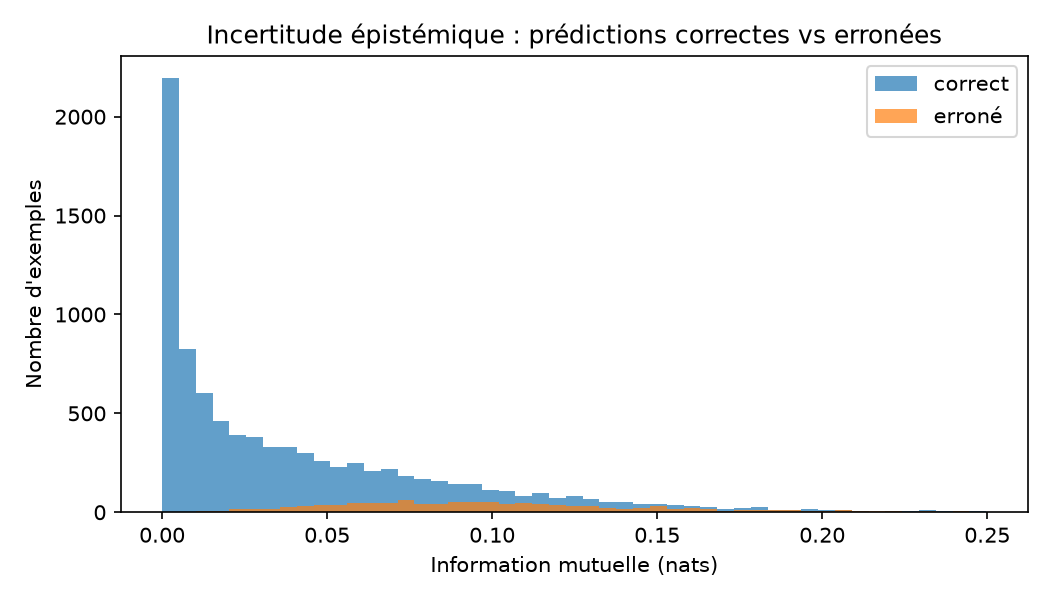 Incertitude épistémique : prédictions correctes vs erronées
correct
erroné
Nombre d'exemples
2000
1500
1000
500
0
0.00 0.05 0.10 0.15 0.20 0.25
Information mutuelle (nats)